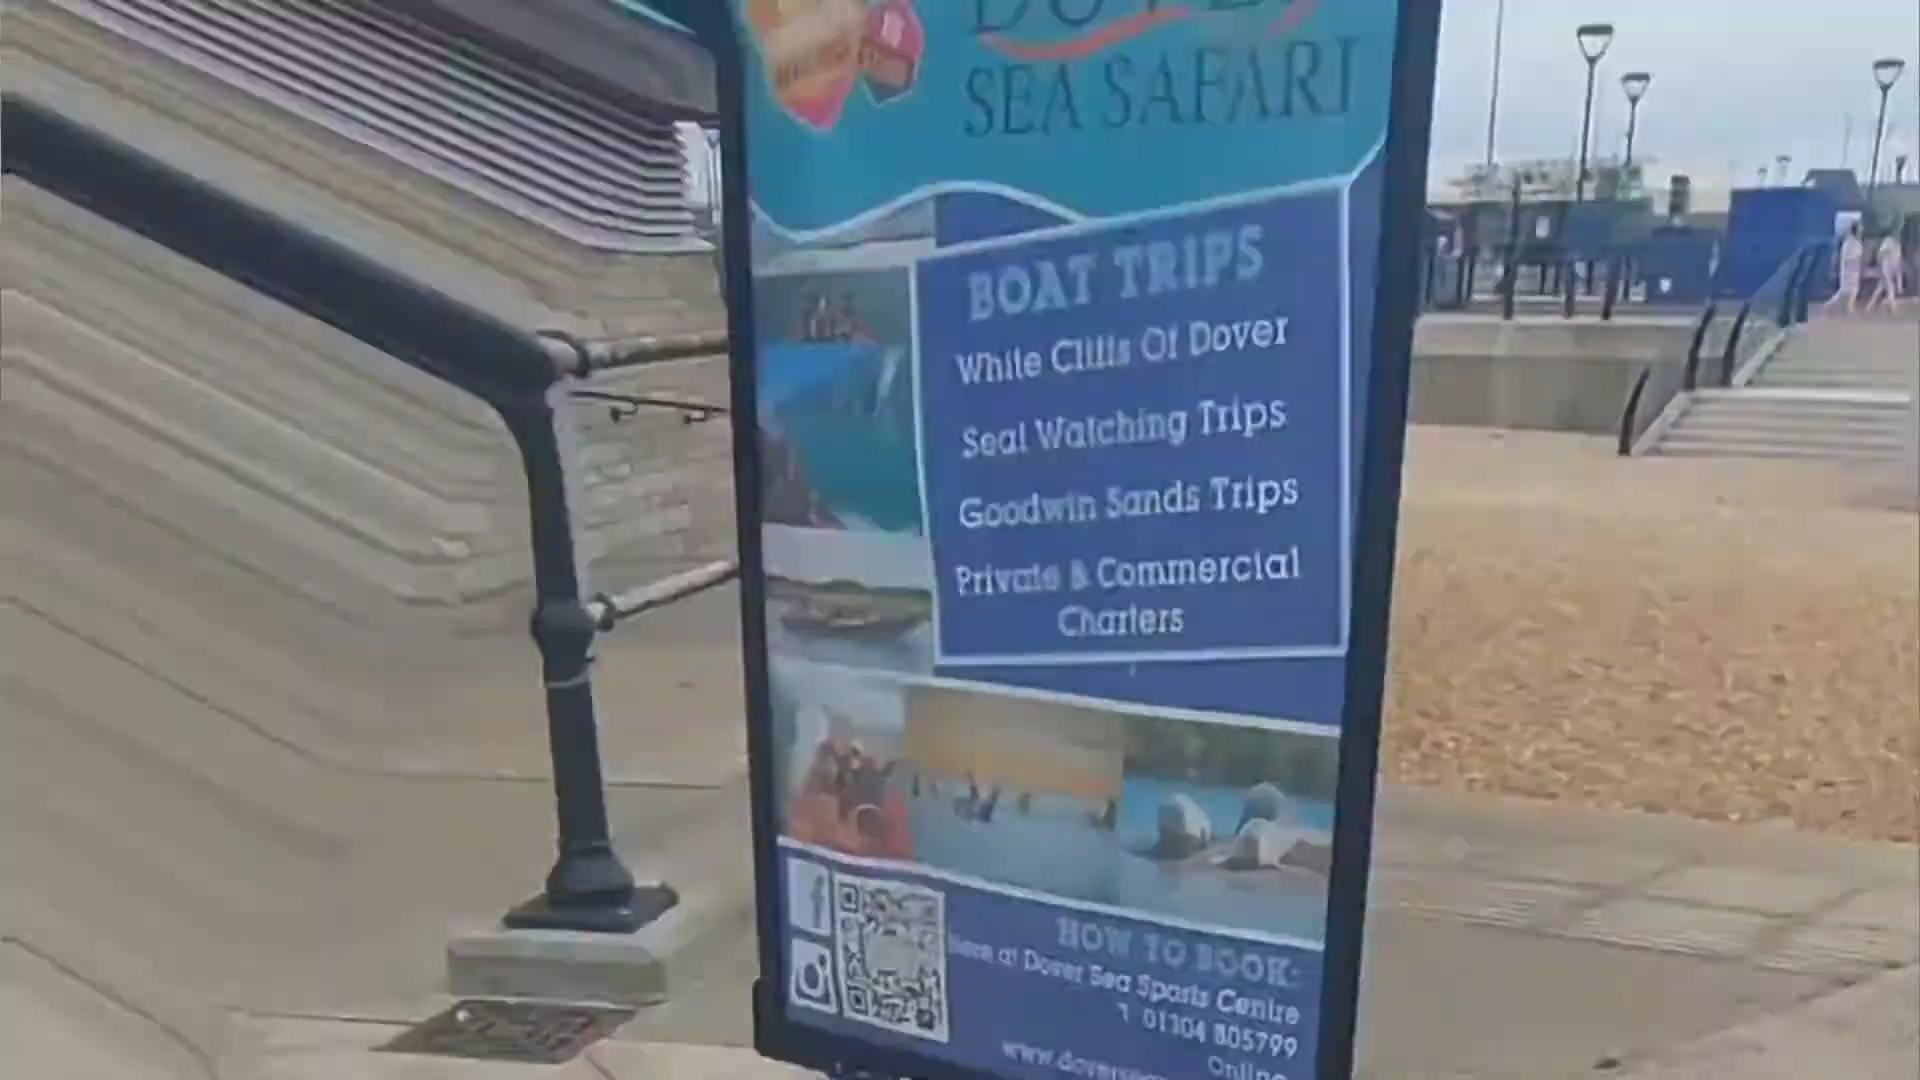 DOVER
SEA SAFARI
BOAT TRIPS
White Cliffs Of Dover
Seal Watching Trips
Goodwin Sands Trips
Private & Commercial
Charters
HOW TO BOOK:
Here at Dover Sea Sports Centre
T 01304 805799
Online